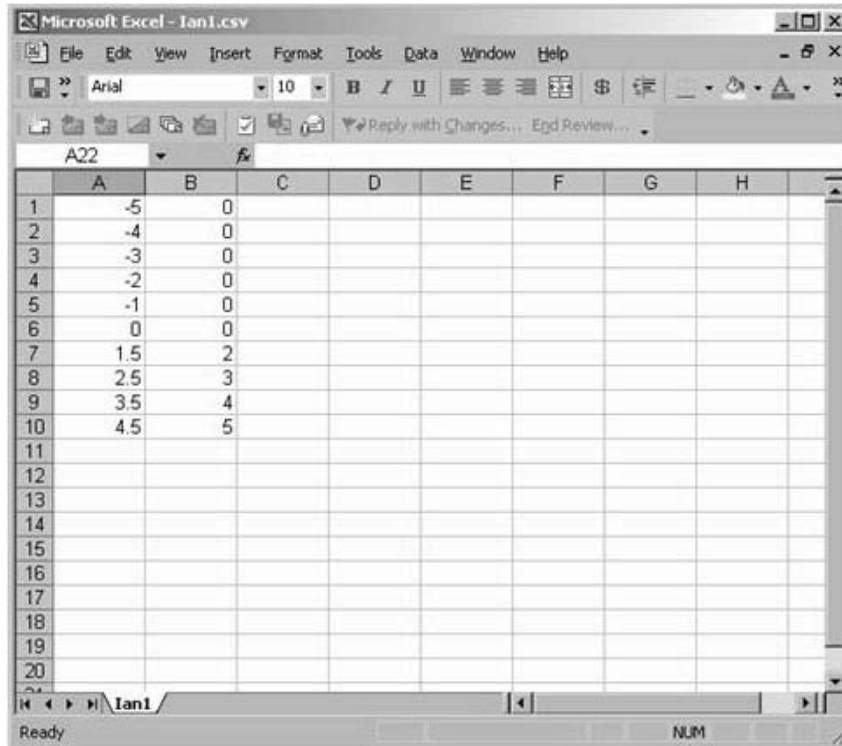 Microsoft Excel - Ian1.csv
File Edit View Insert Format Tools Data Window Help
Arial 10 B I U $ A
Reply with Changes... End Review...
A22 fx
A B C D E F G H
1 -5 0
2 -4 0
3 -3 0
4 -2 0
5 -1 0
6 0 0
7 1.5 2
8 2.5 3
9 3.5 4
10 4.5 5
11
12
13
14
15
16
17
18
19
20
Ian1
Ready NUM